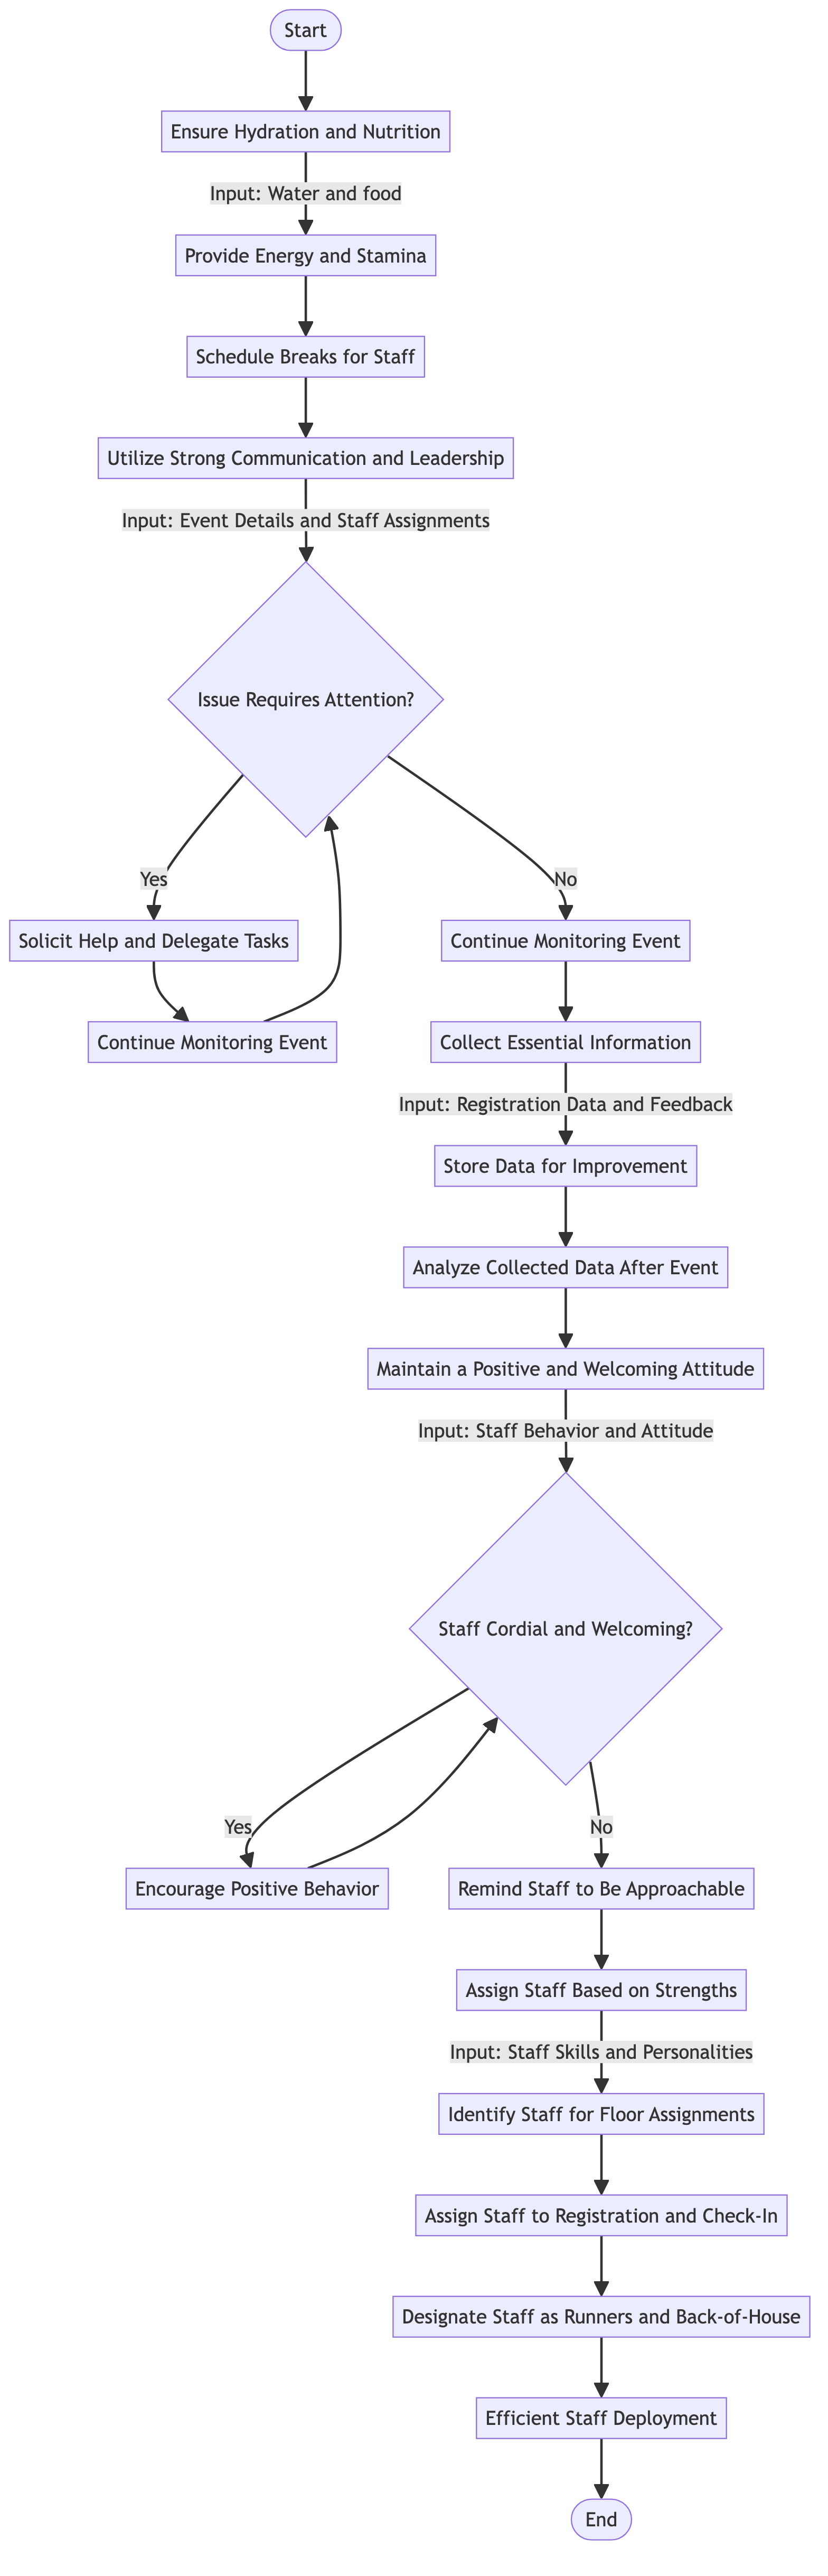 Start
Ensure Hydration and Nutrition
Input: Water and food
Provide Energy and Stamina
Schedule Breaks for Staff
Utilize Strong Communication and Leadership
Input: Event Details and Staff Assignments
Issue Requires Attention?
Yes
No
Solicit Help and Delegate Tasks
Continue Monitoring Event
Continue Monitoring Event
Collect Essential Information
Input: Registration Data and Feedback
Store Data for Improvement
Analyze Collected Data After Event
Maintain a Positive and Welcoming Attitude
Input: Staff Behavior and Attitude
Staff Cordial and Welcoming?
Yes
No
Encourage Positive Behavior
Remind Staff to Be Approachable
Assign Staff Based on Strengths
Input: Staff Skills and Personalities
Identify Staff for Floor Assignments
Assign Staff to Registration and Check-In
Designate Staff as Runners and Back-of-House
Efficient Staff Deployment
End